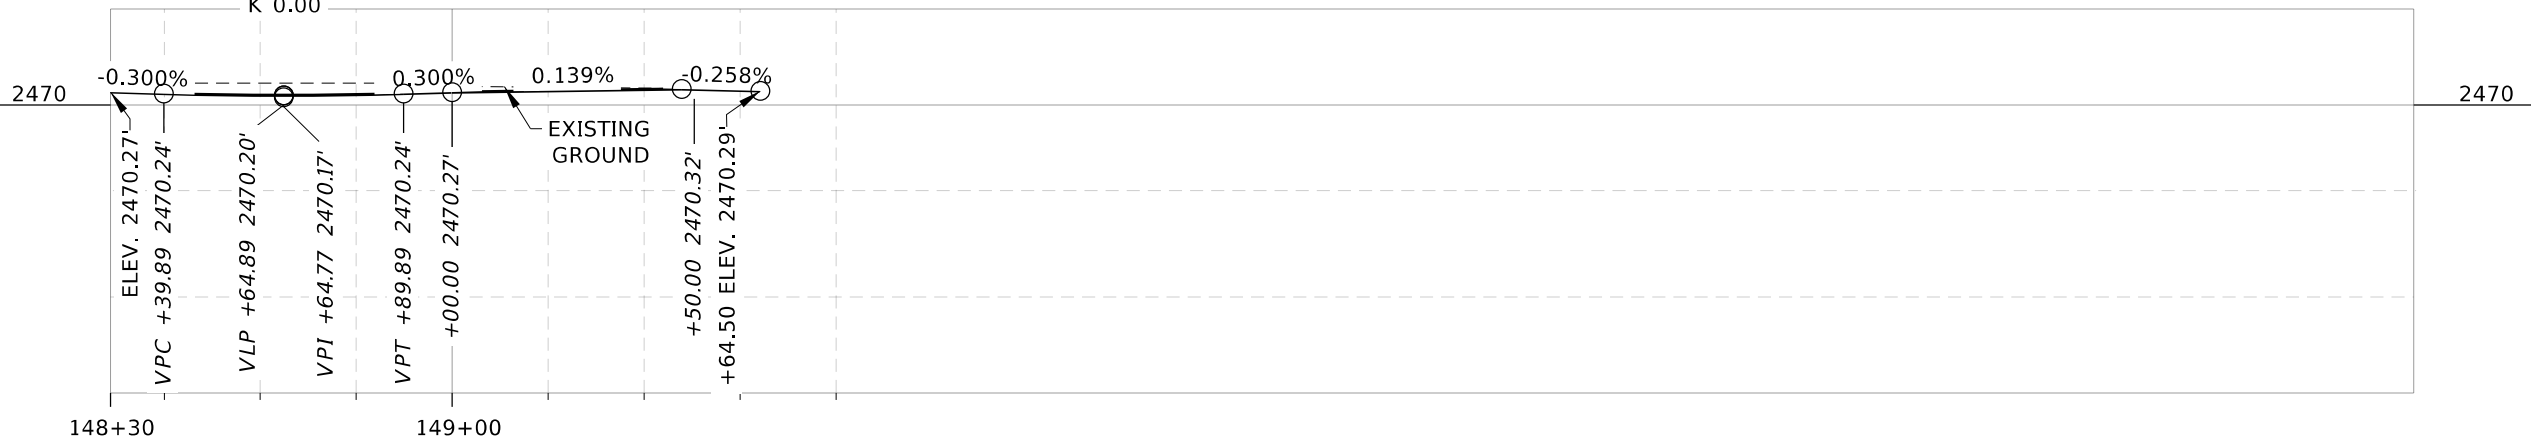 K 0.00
-0.300%
0.300%
0.139%
-0.258%
2470
2470
EXISTING
GROUND
ELEV. 2470.27'
VPC +39.89 2470.24'
VLP +64.89 2470.20'
VPI +64.77 2470.17'
VPT +89.89 2470.24'
+00.00 2470.27'
+50.00 2470.32'
+64.50 ELEV. 2470.29'
148+30
149+00